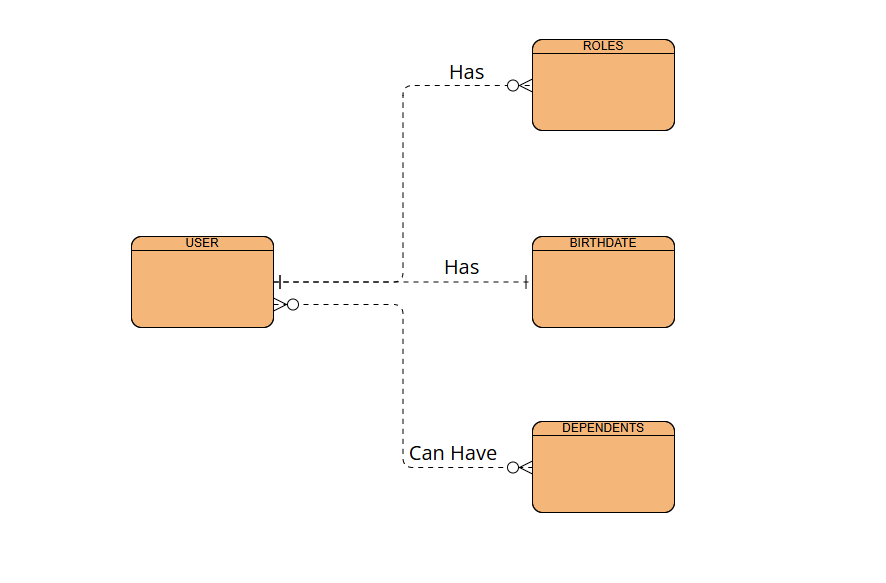 Has
ROLES
USER
Has
BIRTHDATE
Can Have
DEPENDENTS